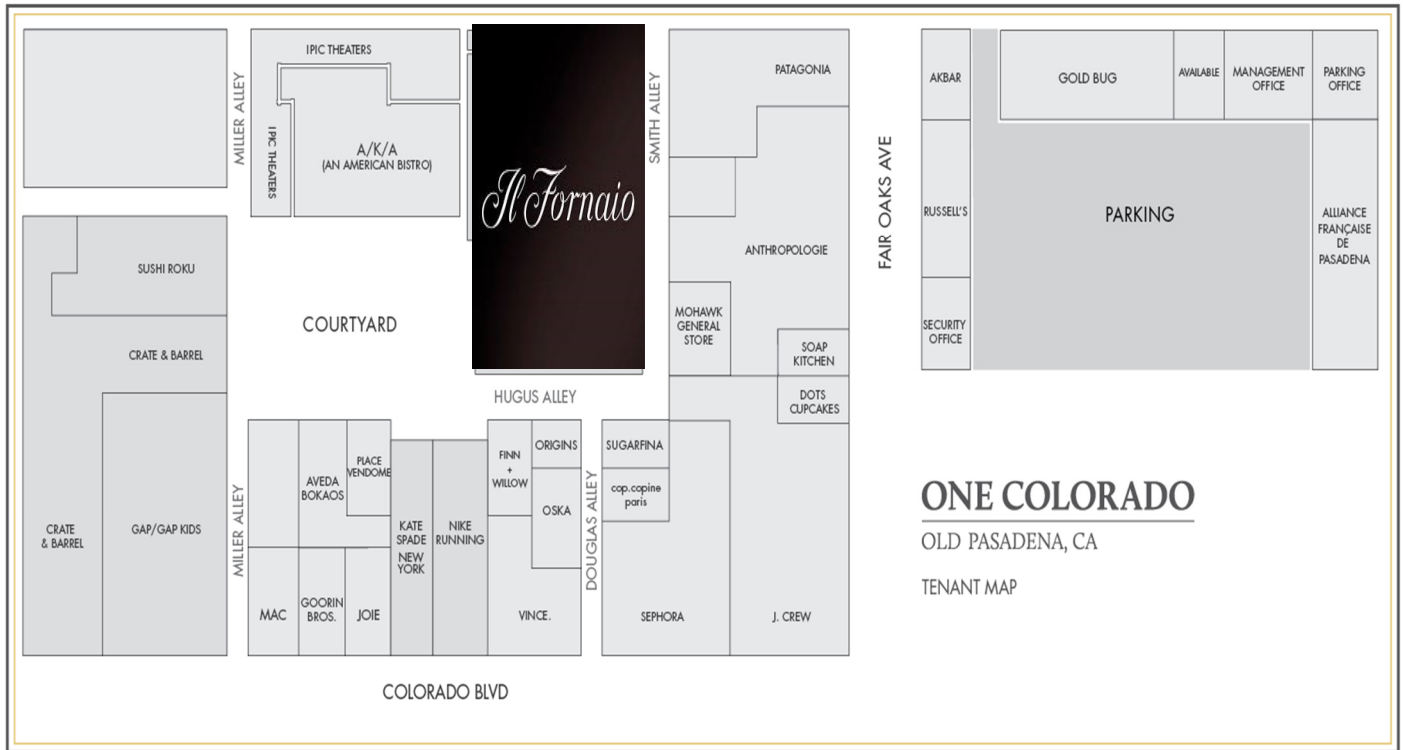 IPIC THEATERS
MILLER ALLEY
IPIC THEATERS
A/K/A
(AN AMERICAN BISTRO)
Il Fornaio
SMITH ALLEY
PATAGONIA
FAIR OAKS AVE
AKBAR
GOLD BUG
AVAILABLE
MANAGEMENT
OFFICE
PARKING
OFFICE
RUSSELL'S
PARKING
ALLIANCE
FRANÇAISE
DE
PASADENA
SECURITY
OFFICE
SUSHI ROKU
CRATE & BARREL
COURTYARD
ANTHROPOLOGIE
MOHAWK
GENERAL
STORE
SOAP
KITCHEN
DOTS
CUPCAKES
HUGUS ALLEY
CRATE
& BARREL
GAP/GAP KIDS
MILLER ALLEY
AVEDA
BOKAOS
PLACE
VENDOME
KATE
SPADE
NEW
YORK
NIKE
RUNNING
FINN
+
WILLOW
ORIGINS
OSKA
DOUGLAS ALLEY
SUGARFINA
cop.copine
paris
MAC
GOORIN
BROS.
JOIE
VINCE.
SEPHORA
J. CREW
COLORADO BLVD
ONE COLORADO
OLD PASADENA, CA
TENANT MAP